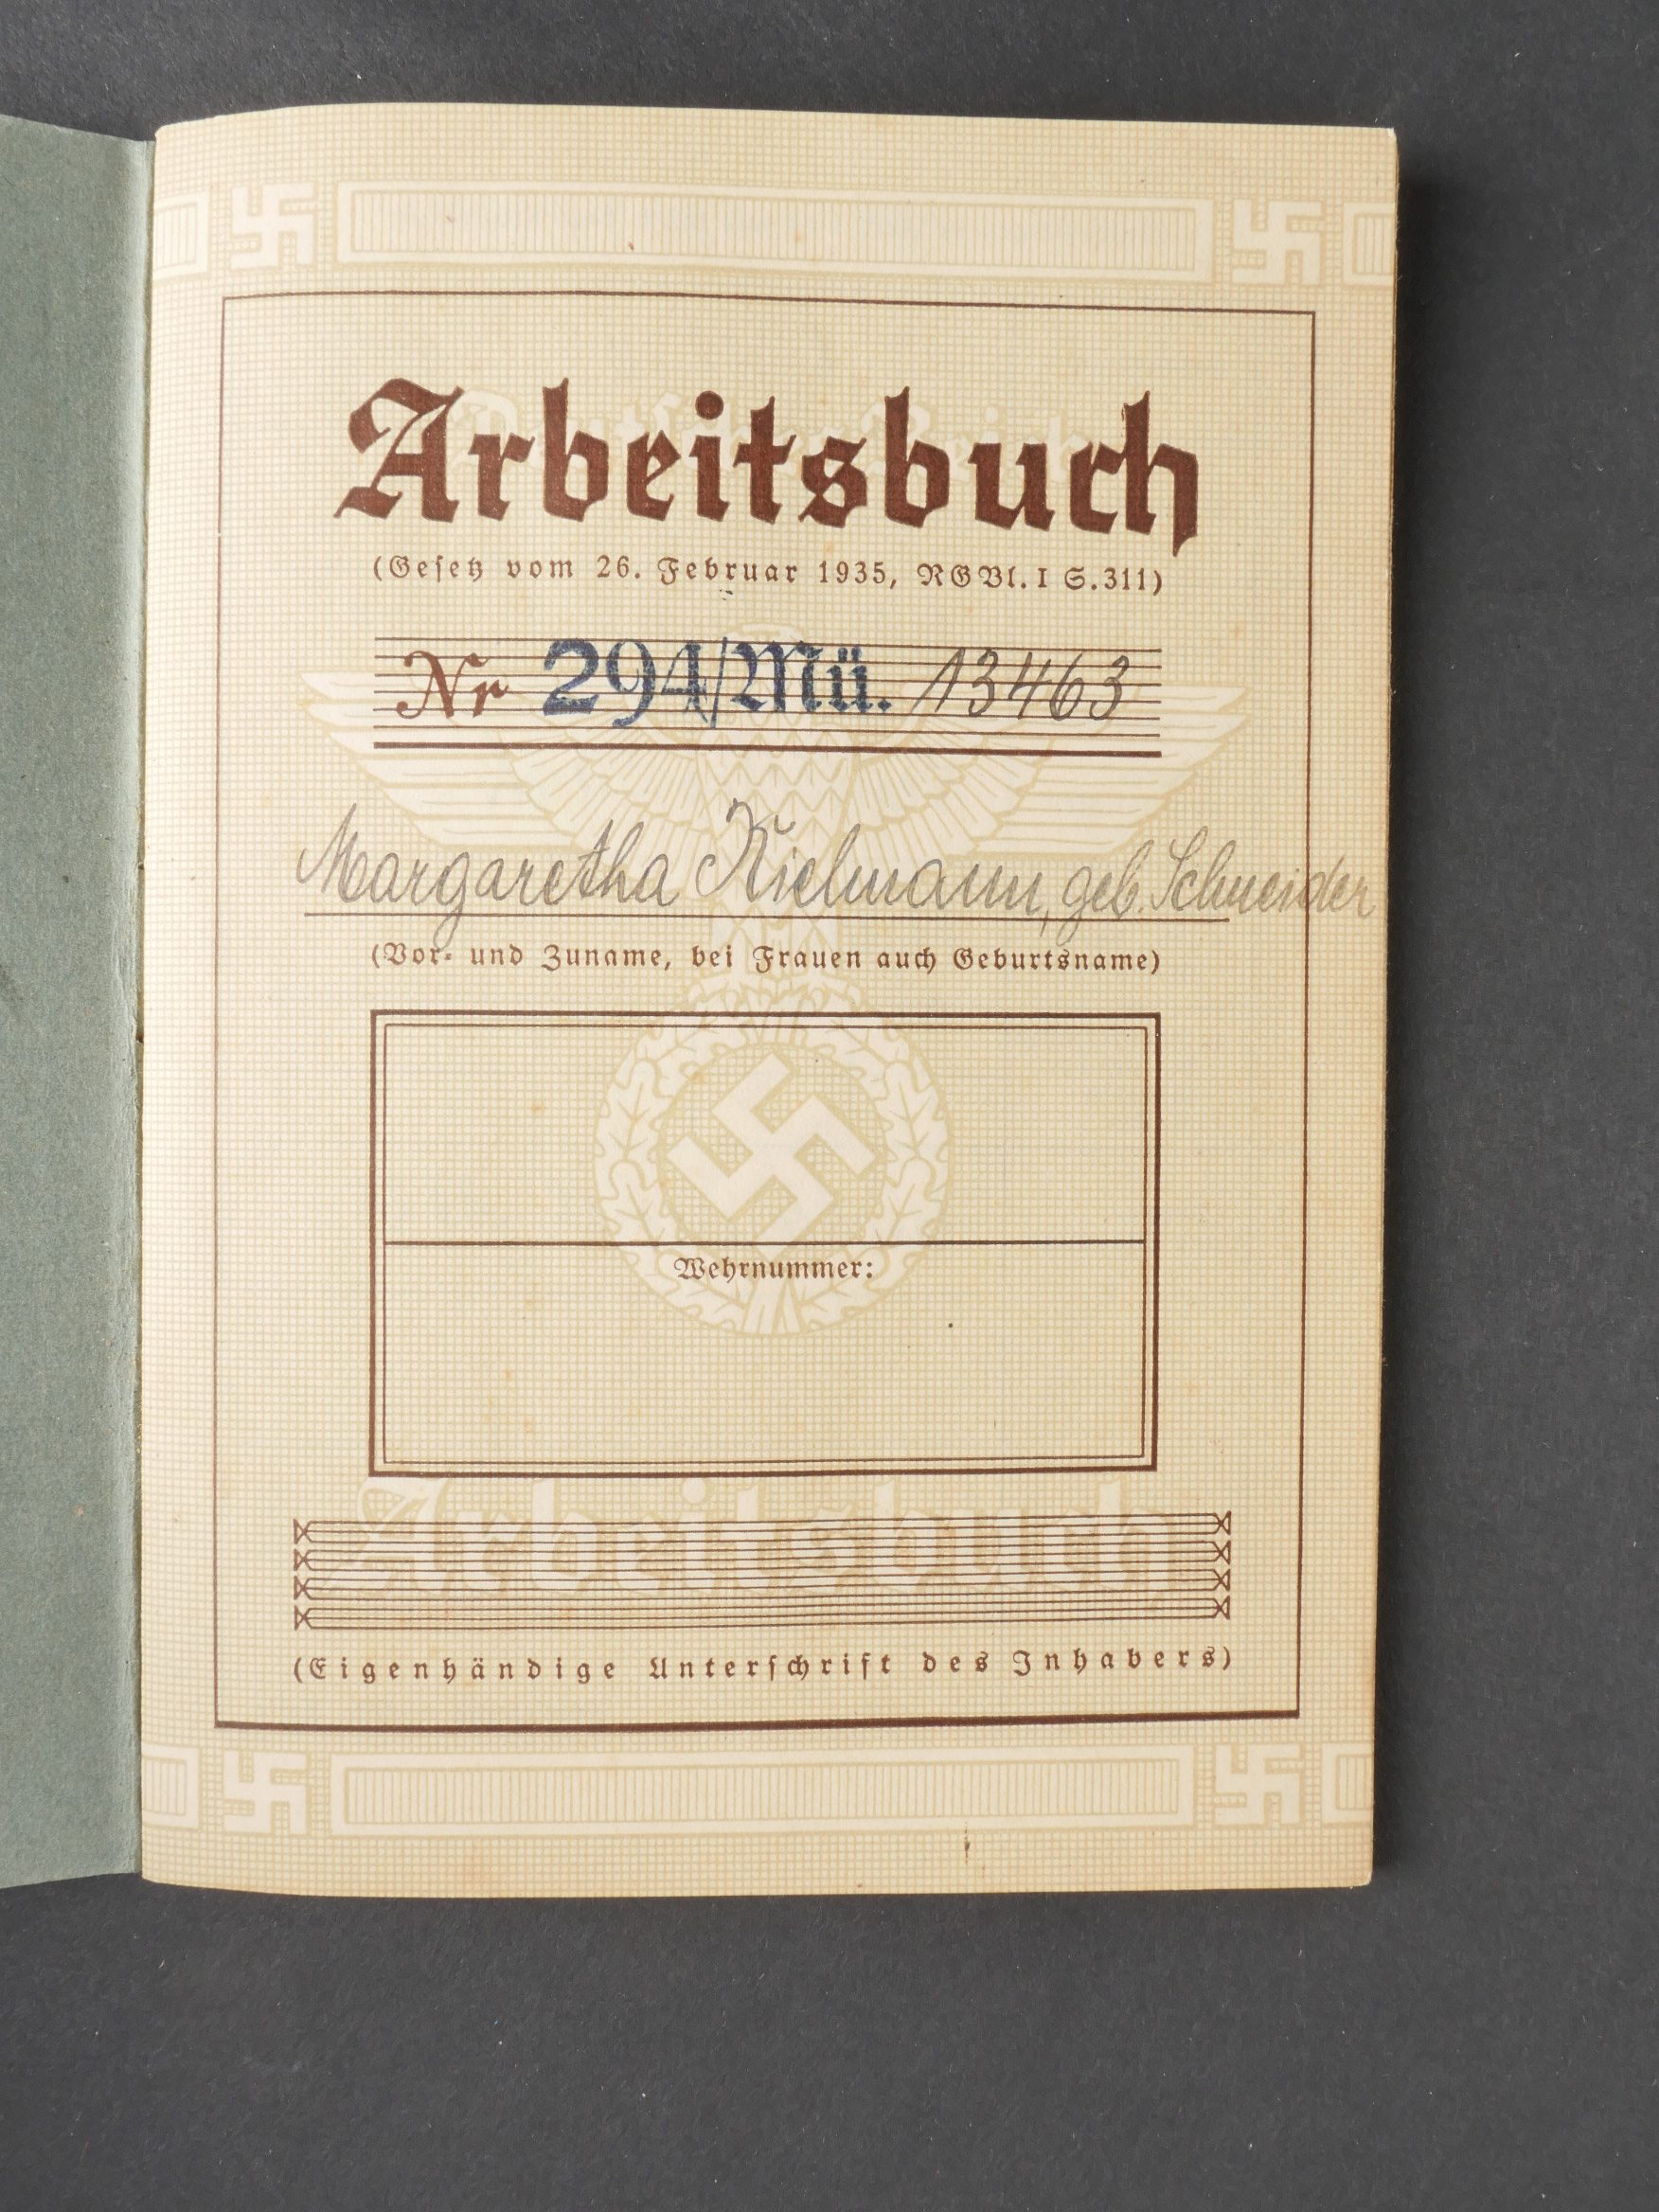 Arbeitsbuch
(Gesetz vom 26. Februar 1935, RGBl. I S. 311)
Nr 294/Mü. 13463
Margaretha Kielmann, geb. Schneider
(Vor- und Zuname, bei Frauen auch Geburtsname)
Wehrnummer:
Arbeitsbuch
(Eigenhändige Unterschrift des Inhabers)